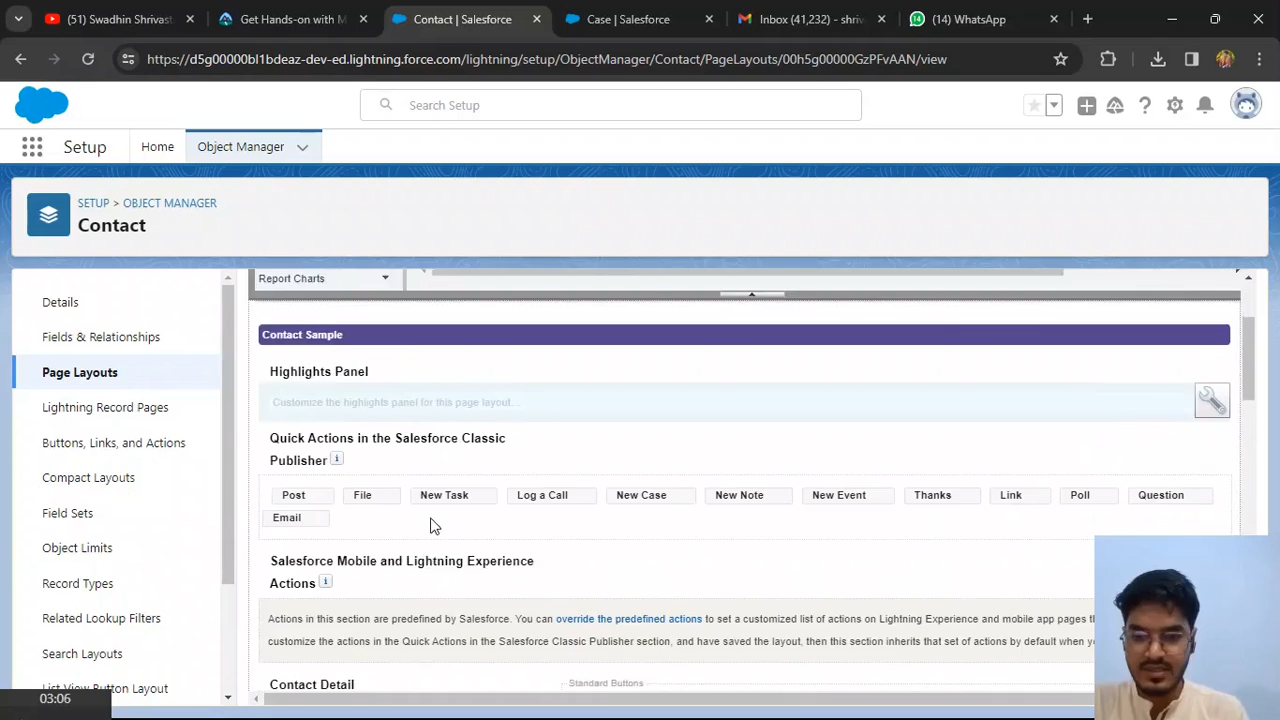 (51) Swadhin Shrivast
Get Hands-on with M
Contact | Salesforce
Case | Salesforce
Inbox (41,232) - shriv
(14) WhatsApp
https://d5g00000bl1bdeaz-dev-ed.lightning.force.com/lightning/setup/ObjectManager/Contact/PageLayouts/00h5g00000GzPFvAAN/view
Search Setup
Setup
Home
Object Manager
SETUP > OBJECT MANAGER
Contact
Details
Fields & Relationships
Page Layouts
Lightning Record Pages
Buttons, Links, and Actions
Compact Layouts
Field Sets
Object Limits
Record Types
Related Lookup Filters
Search Layouts
List View Button Layout
Report Charts
Contact Sample
Highlights Panel
Customize the highlights panel for this page layout...
Quick Actions in the Salesforce Classic
Publisher
Post File New Task Log a Call New Case New Note New Event Thanks Link Poll Question
Email
Salesforce Mobile and Lightning Experience
Actions
Actions in this section are predefined by Salesforce. You can override the predefined actions to set a customized list of actions on Lightning Experience and mobile app pages th
customize the actions in the Quick Actions in the Salesforce Classic Publisher section, and have saved the layout, then this section inherits that set of actions by default when yo
Contact Detail
Standard Buttons
03:06